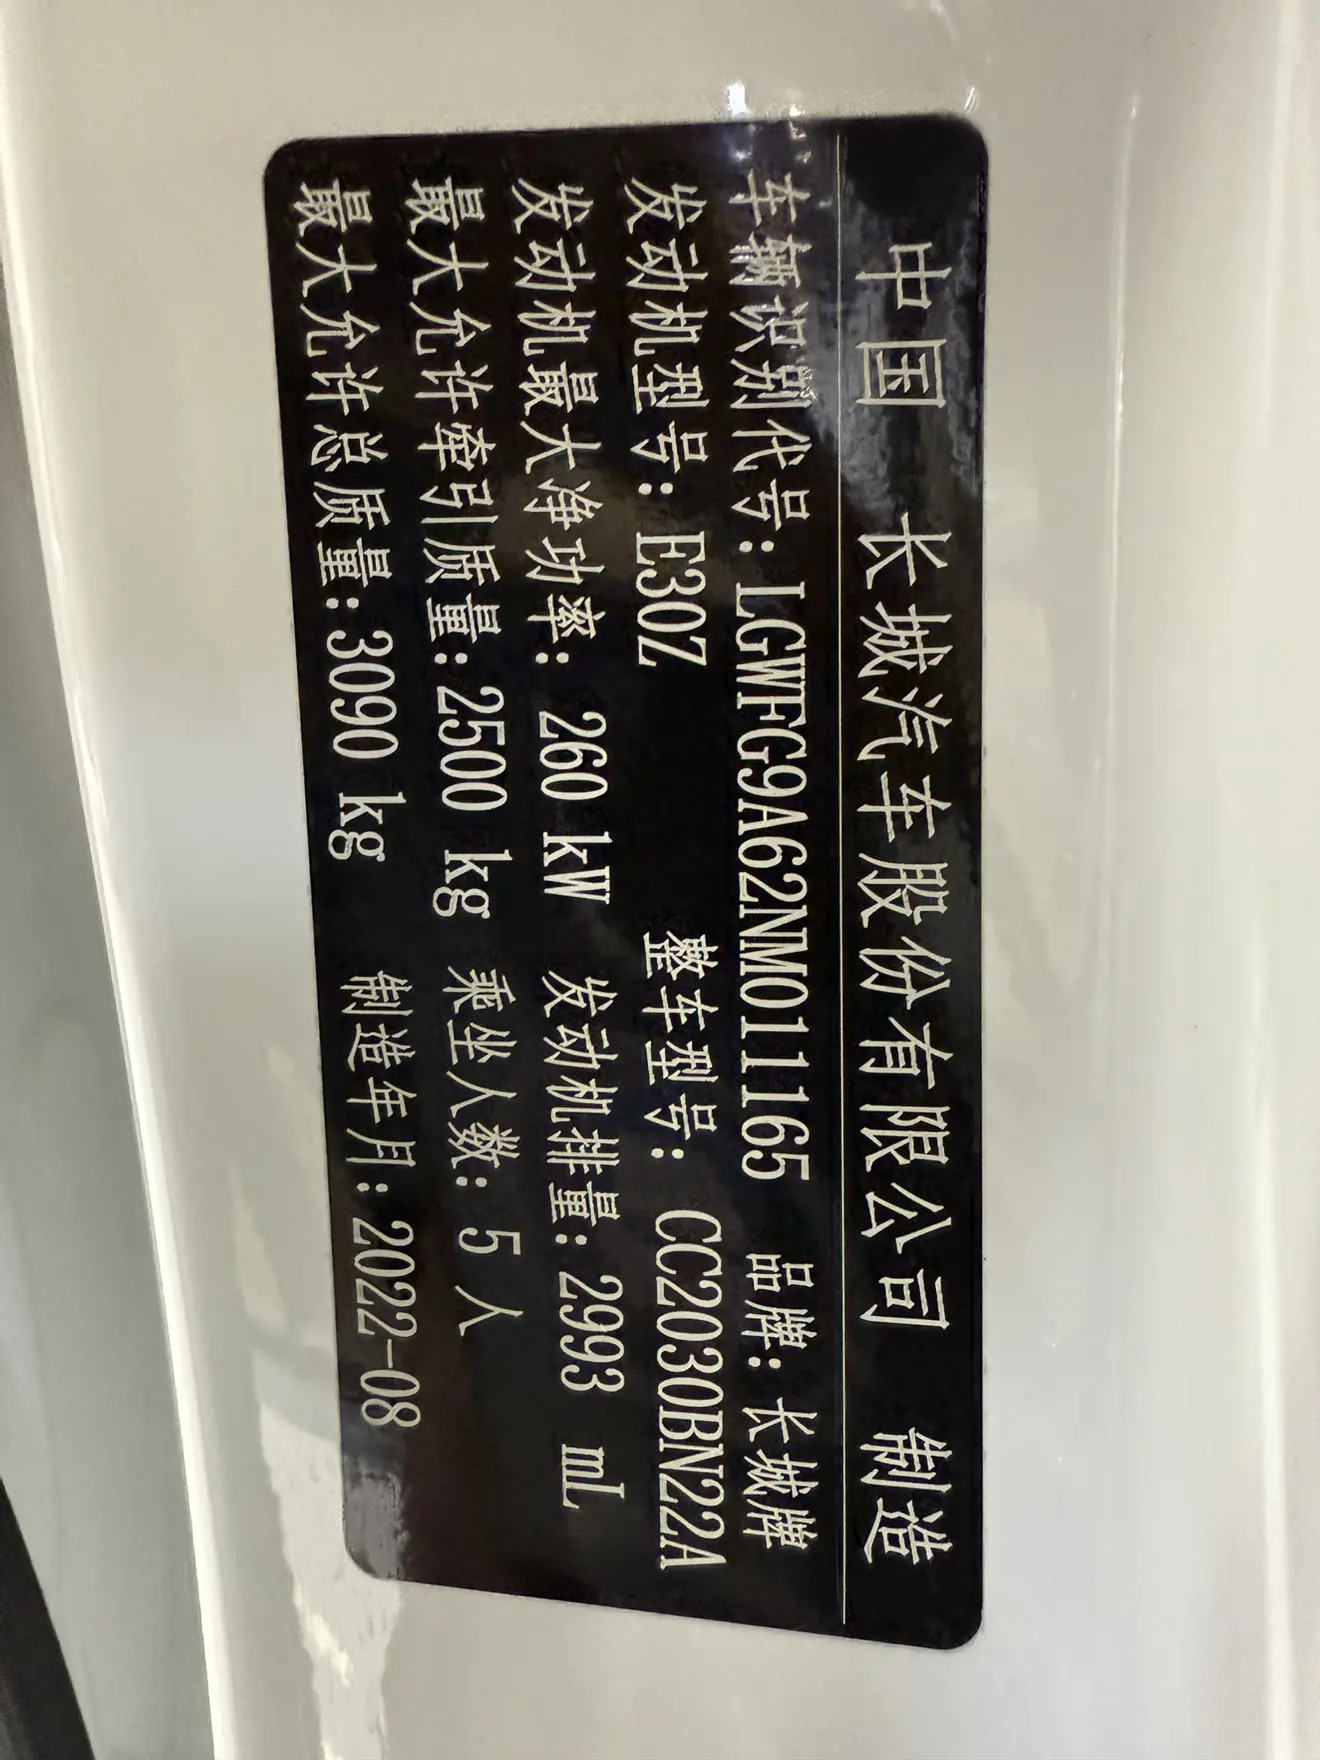 中国 长城汽车股份有限公司 制造
车辆识别代号:LGWFG9A62NM011165 品牌:长城牌
发动机型号:E30Z 整车型号:CC2030BN22A
发动机最大净功率: 260 kW 发动机排量:2993 mL
最大允许牵引质量:2500 kg 乘坐人数: 5 人
最大允许总质量:3090 kg 制造年月:2022-08